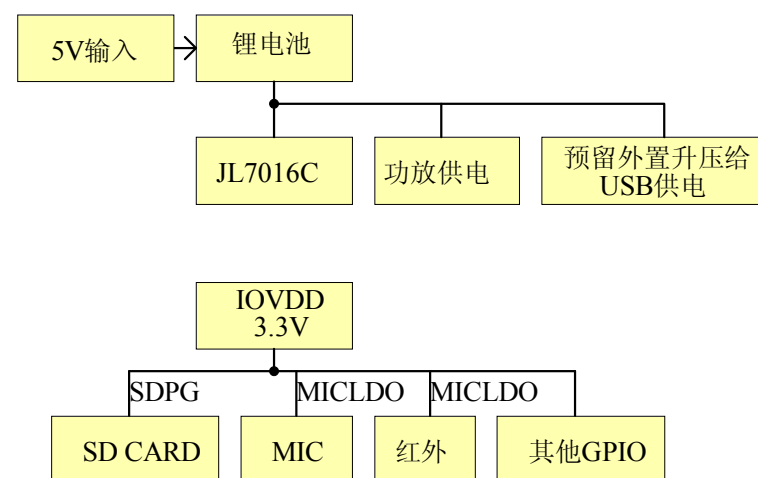 5V输入
锂电池
JL7016C
功放供电
预留外置升压给
USB供电
IOVDD
3.3V
SDPG
MICLDO
MICLDO
SD CARD
MIC
红外
其他GPIO